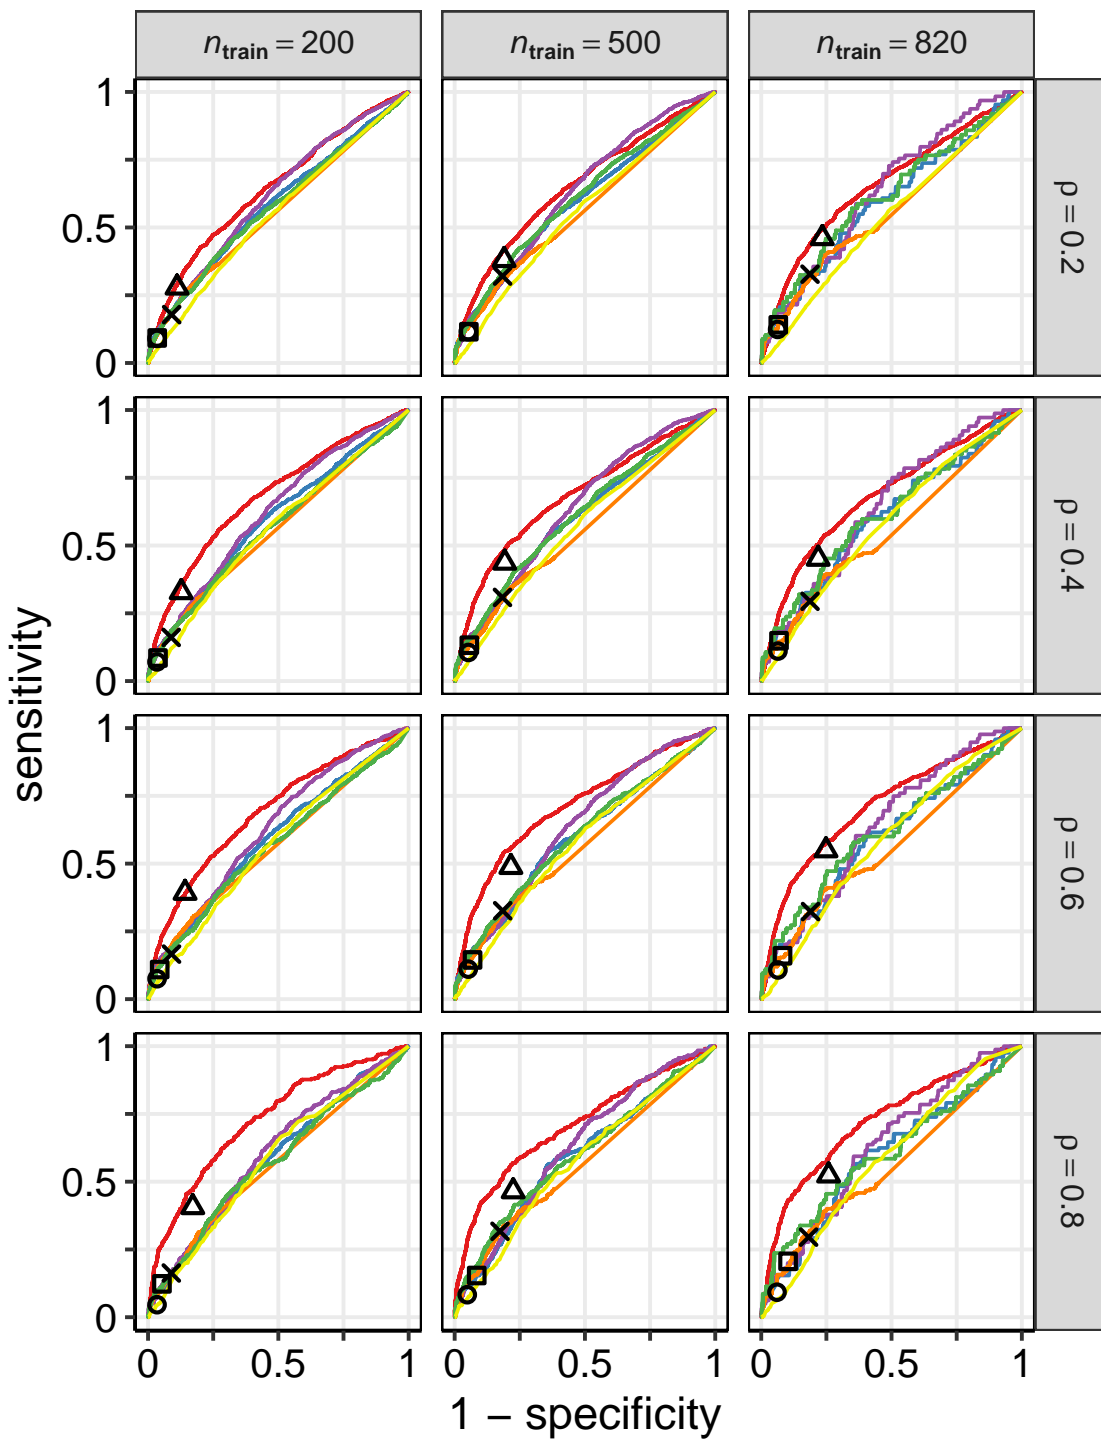 n_train = 200 n_train = 500 n_train = 820
1
0.5
0
ρ = 0.2
1
0.5
0
ρ = 0.4
1
0.5
0
ρ = 0.6
1
0.5
0
ρ = 0.8
sensitivity
0 0.5 1 0 0.5 1 0 0.5 1
1 − specificity